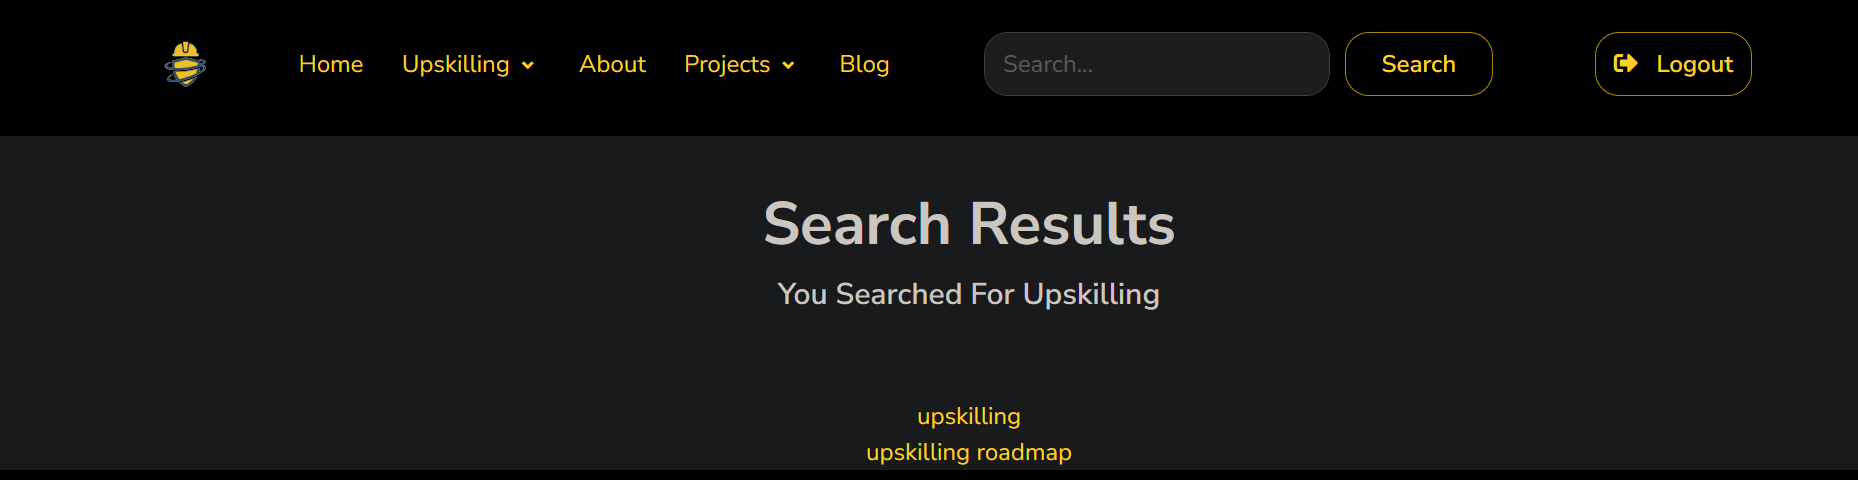 Home Upskilling About Projects Blog Search... Search Logout
Search Results
You Searched For Upskilling
upskilling
upskilling roadmap